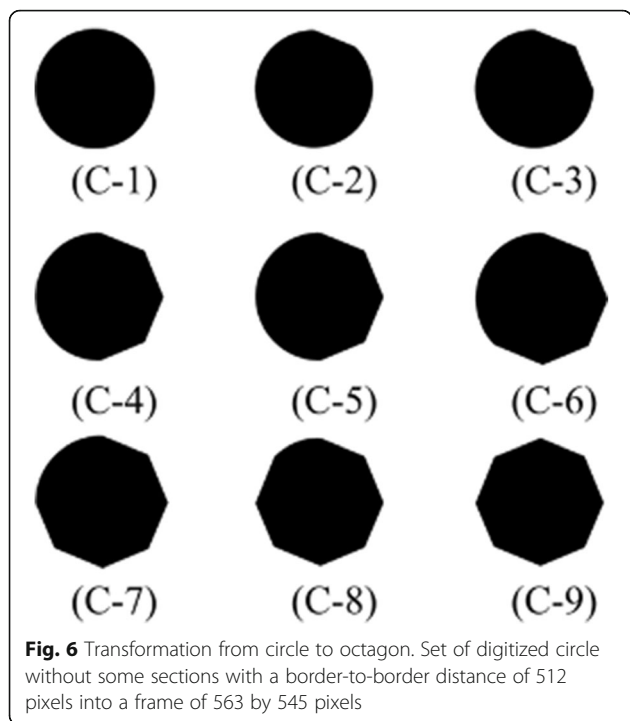 (C-1) (C-2) (C-3)
(C-4) (C-5) (C-6)
(C-7) (C-8) (C-9)
Fig. 6 Transformation from circle to octagon. Set of digitized circle
without some sections with a border-to-border distance of 512
pixels into a frame of 563 by 545 pixels